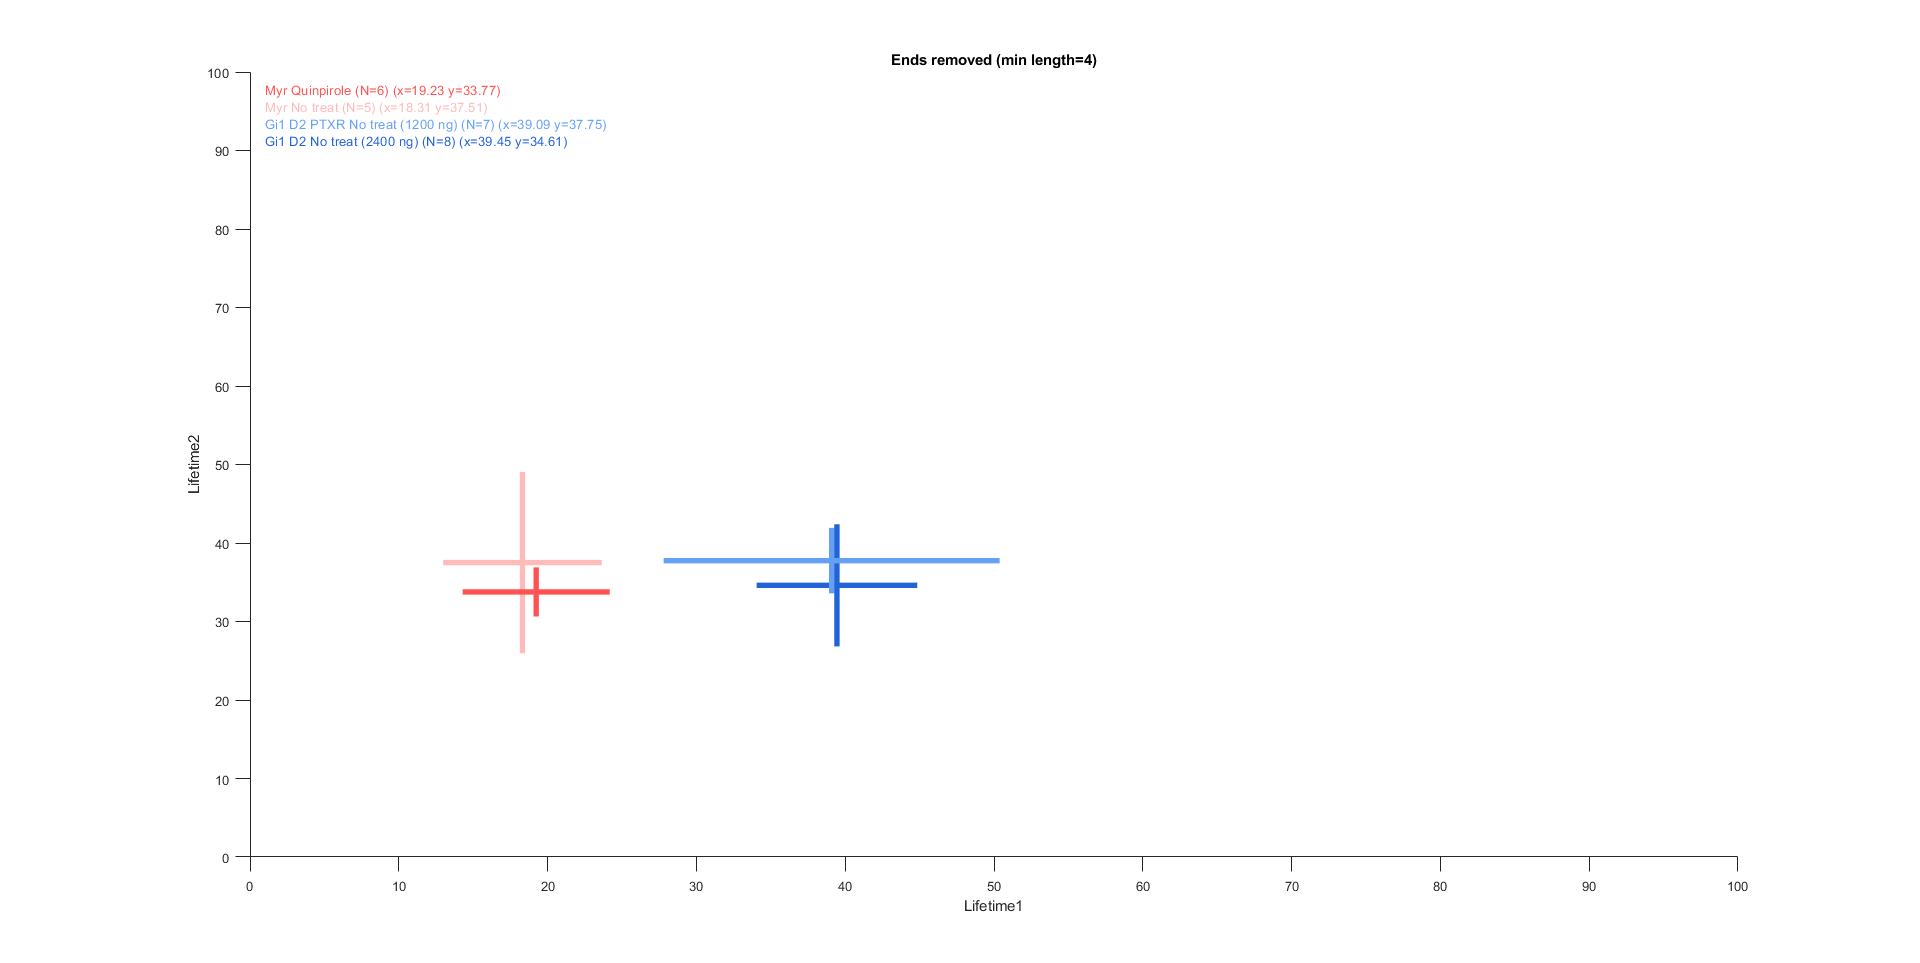 Ends removed (min length=4)
Myr Quinpirole (N=6) (x=19.23 y=33.77)
Myr No treat (N=5) (x=18.31 y=37.51)
Gi1 D2 PTXR No treat (1200 ng) (N=7) (x=39.09 y=37.75)
Gi1 D2 No treat (2400 ng) (N=8) (x=39.45 y=34.61)
100
90
80
70
60
50
40
30
20
10
0
Lifetime2
0 10 20 30 40 50 60 70 80 90 100
Lifetime1